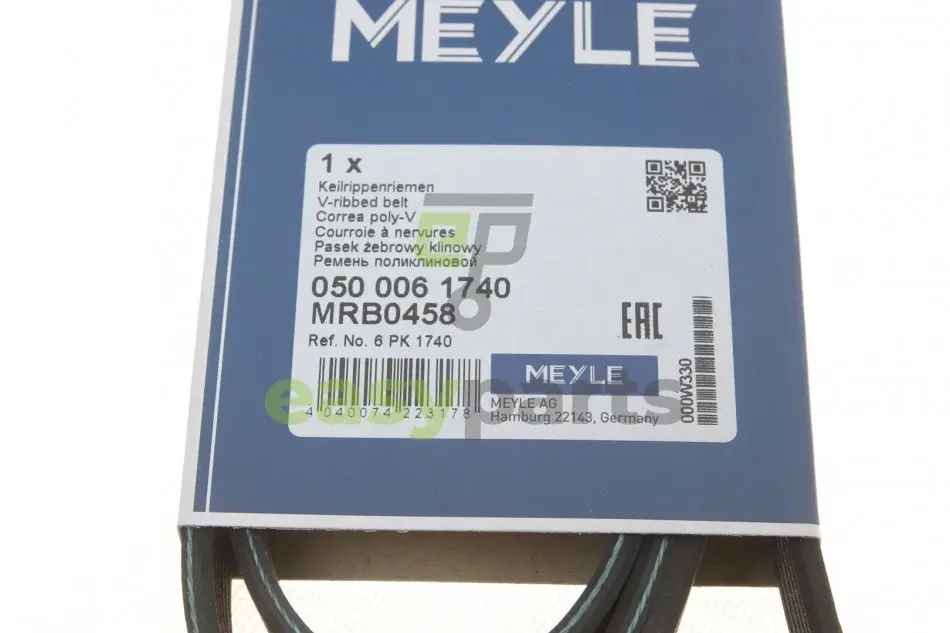 MEYLE
1 x
Keilrippenriemen
V-ribbed belt
Correa poly-V
Courroie à nervures
Pasek żebrowy klinowy
Ремень поликлиновой
050 006 1740
MRB0458
Ref. No. 6 PK 1740
4 040074 223178
MEYLE
MEYLE AG
Hamburg 22143, Germany
EAC
000W330
easyparts